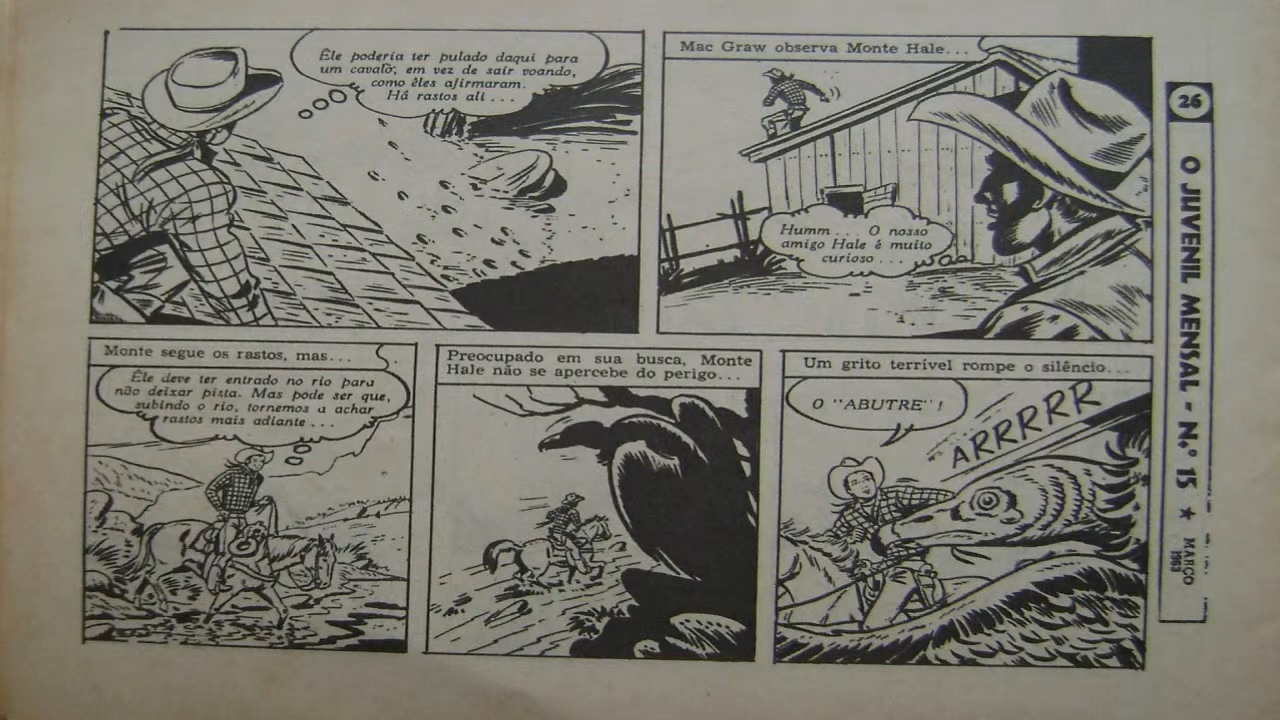 Êle poderia ter pulado daqui para
um cavalo, em vez de sair voando,
como êles afirmaram.
Há rastos ali...
Mac Graw observa Monte Hale...
Humm.... O nosso
amigo Hale é muito
curioso...
Monte segue os rastos, mas...
Êle deve ter entrado no rio para
não deixar pista. Mas pode ser que,
subindo o rio, tornemos a achar
rastos mais adiante...
Preocupado em sua busca, Monte
Hale não se apercebe do perigo...
Um grito terrível rompe o silêncio...
O "ABUTRE"!
ARRRRR
26
O JUVENIL MENSAL - N.º 15 ★ MARÇO
1963